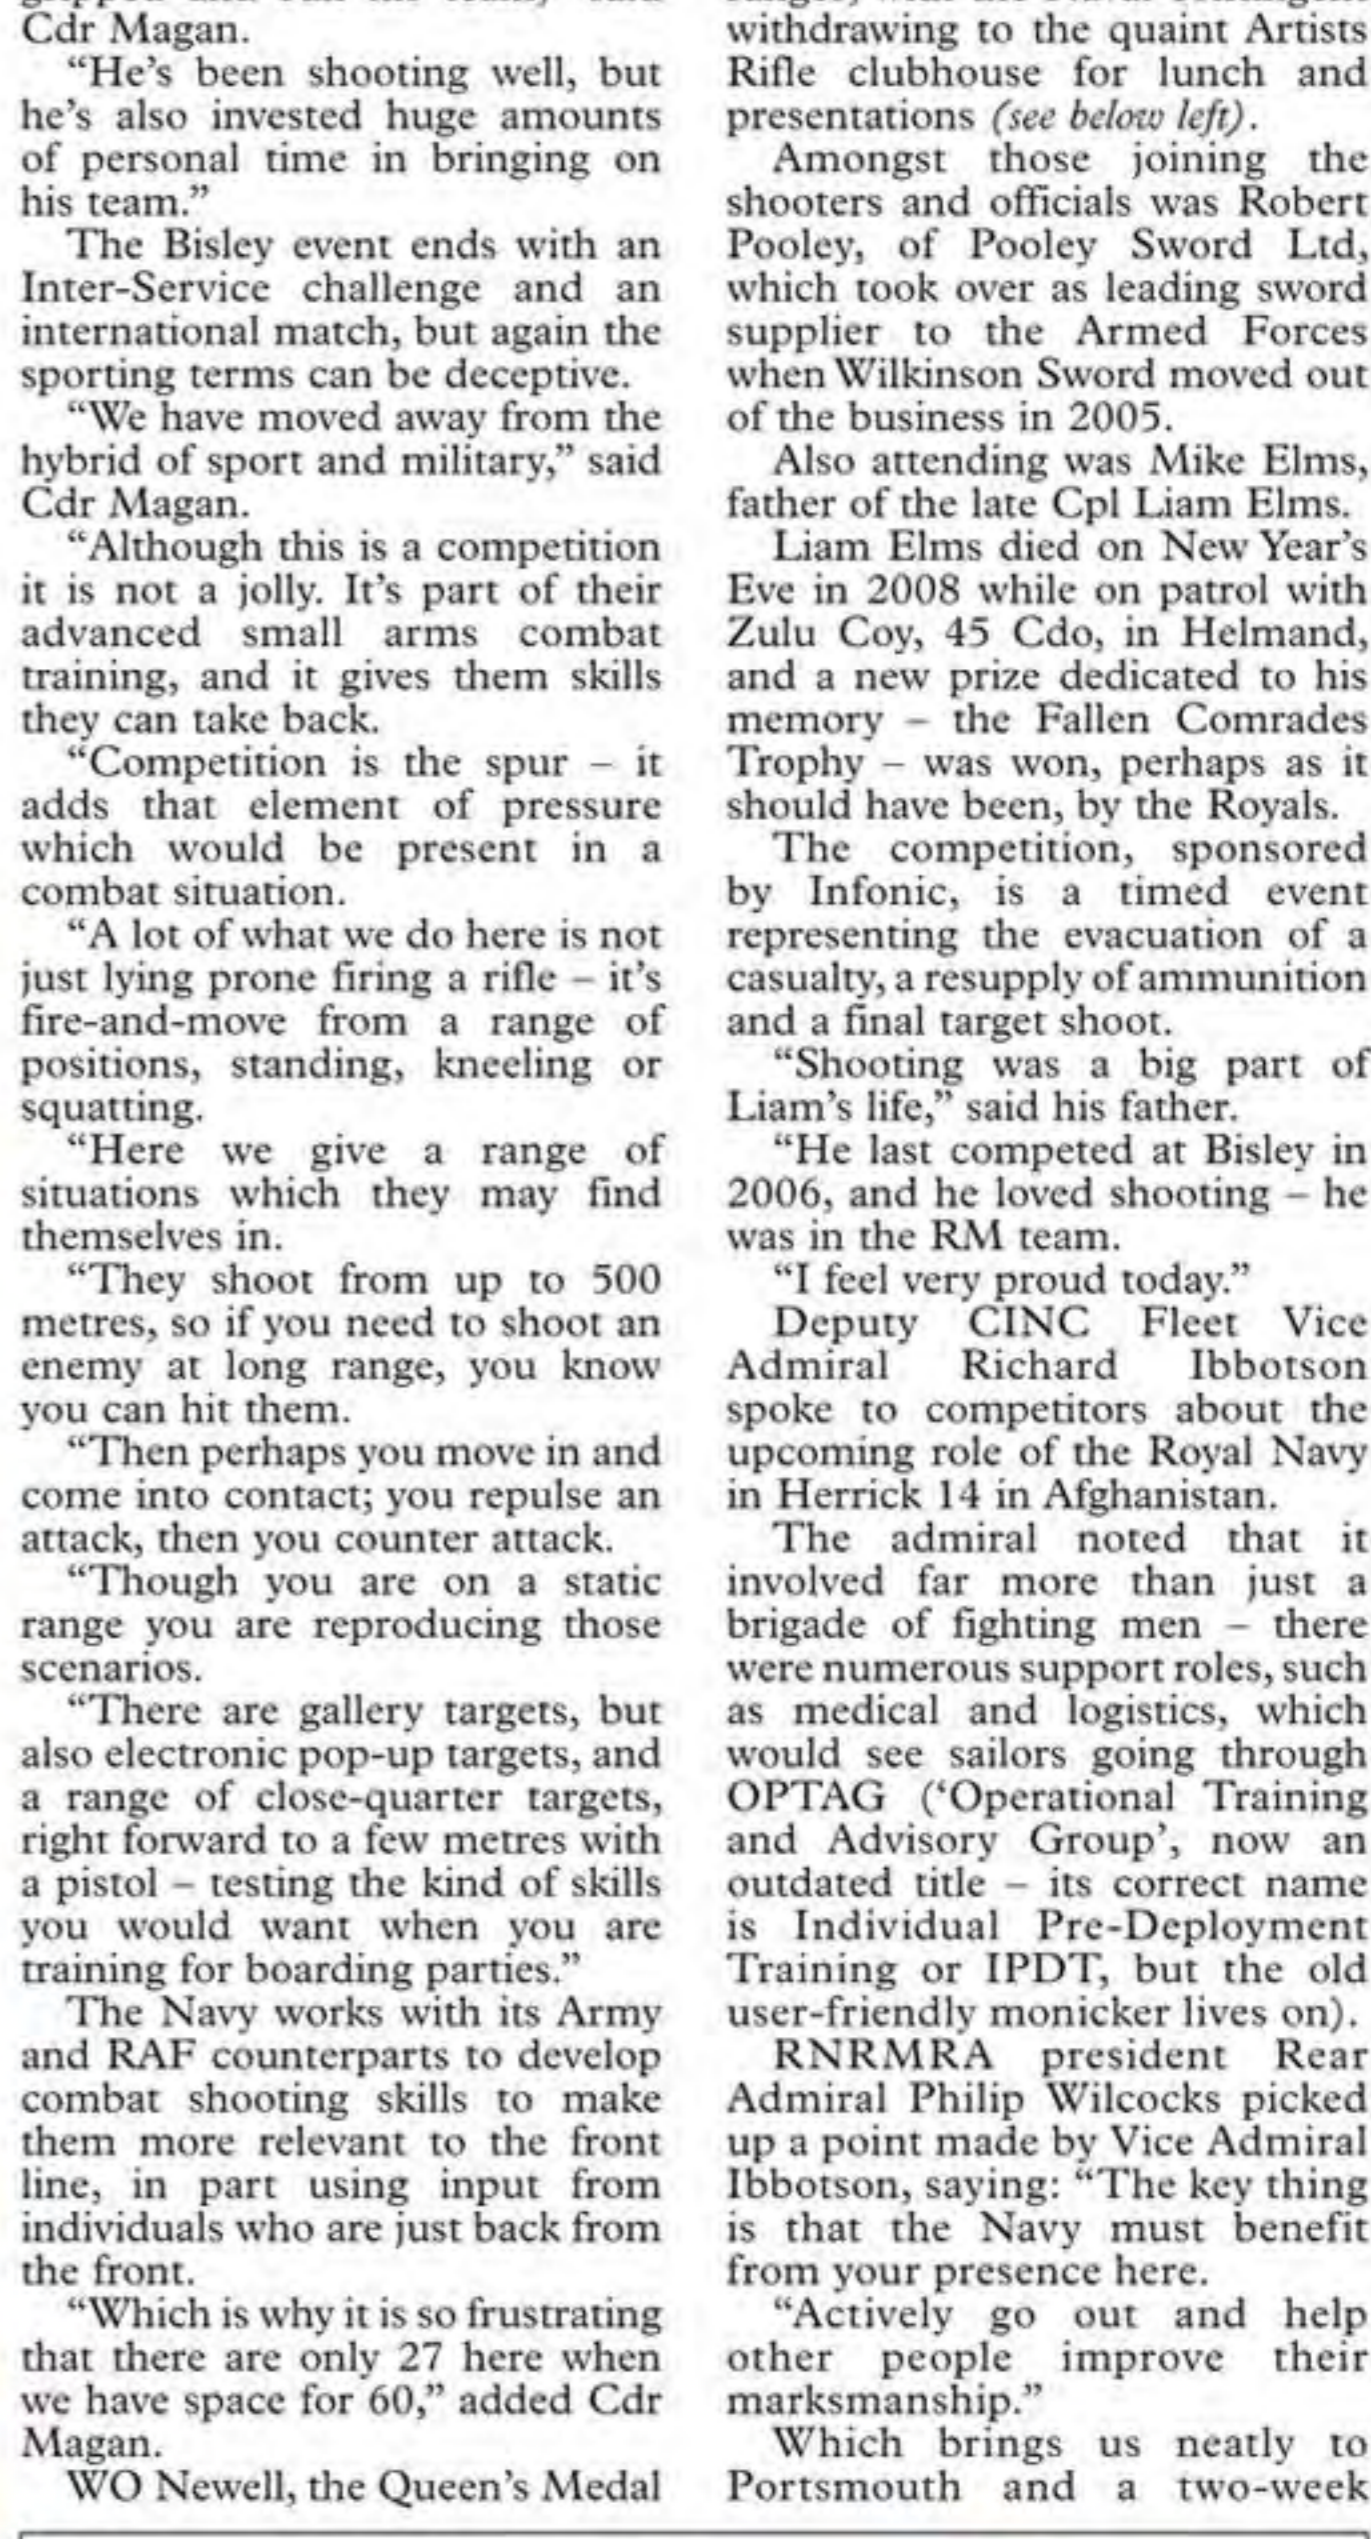 Cdr Magan.
“He’s been shooting well, but
he’s also invested huge amounts
of personal time in bringing on
his team.”
The Bisley event ends with an
Inter-Service challenge and an
international match, but again the
sporting terms can be deceptive.
“We have moved away from the
hybrid of sport and military,” said
Cdr Magan.
“Although this is a competition
it is not a jolly. It’s part of their
advanced small arms combat
training, and it gives them skills
they can take back.
“Competition is the spur – it
adds that element of pressure
which would be present in a
combat situation.
“A lot of what we do here is not
just lying prone firing a rifle – it’s
fire-and-move from a range of
positions, standing, kneeling or
squatting.
“Here we give a range of
situations which they may find
themselves in.
“They shoot from up to 500
metres, so if you need to shoot an
enemy at long range, you know
you can hit them.
“Then perhaps you move in and
come into contact; you repulse an
attack, then you counter attack.
“Though you are on a static
range you are reproducing those
scenarios.
“There are gallery targets, but
also electronic pop-up targets, and
a range of close-quarter targets,
right forward to a few metres with
a pistol – testing the kind of skills
you would want when you are
training for boarding parties.”
The Navy works with its Army
and RAF counterparts to develop
combat shooting skills to make
them more relevant to the front
line, in part using input from
individuals who are just back from
the front.
“Which is why it is so frustrating
that there are only 27 here when
we have space for 60,” added Cdr
Magan.
WO Newell, the Queen’s Medal
withdrawing to the quaint Artists
Rifle clubhouse for lunch and
presentations (see below left).
Amongst those joining the
shooters and officials was Robert
Pooley, of Pooley Sword Ltd,
which took over as leading sword
supplier to the Armed Forces
when Wilkinson Sword moved out
of the business in 2005.
Also attending was Mike Elms,
father of the late Cpl Liam Elms.
Liam Elms died on New Year’s
Eve in 2008 while on patrol with
Zulu Coy, 45 Cdo, in Helmand,
and a new prize dedicated to his
memory – the Fallen Comrades
Trophy – was won, perhaps as it
should have been, by the Royals.
The competition, sponsored
by Infonic, is a timed event
representing the evacuation of a
casualty, a resupply of ammunition
and a final target shoot.
“Shooting was a big part of
Liam’s life,” said his father.
“He last competed at Bisley in
2006, and he loved shooting – he
was in the RM team.
“I feel very proud today.”
Deputy CINC Fleet Vice
Admiral Richard Ibbotson
spoke to competitors about the
upcoming role of the Royal Navy
in Herrick 14 in Afghanistan.
The admiral noted that it
involved far more than just a
brigade of fighting men – there
were numerous support roles, such
as medical and logistics, which
would see sailors going through
OPTAG (‘Operational Training
and Advisory Group’, now an
outdated title – its correct name
is Individual Pre-Deployment
Training or IPDT, but the old
user-friendly monicker lives on).
RNRMRA president Rear
Admiral Philip Wilcocks picked
up a point made by Vice Admiral
Ibbotson, saying: “The key thing
is that the Navy must benefit
from your presence here.
“Actively go out and help
other people improve their
marksmanship.”
Which brings us neatly to
Portsmouth and a two-week